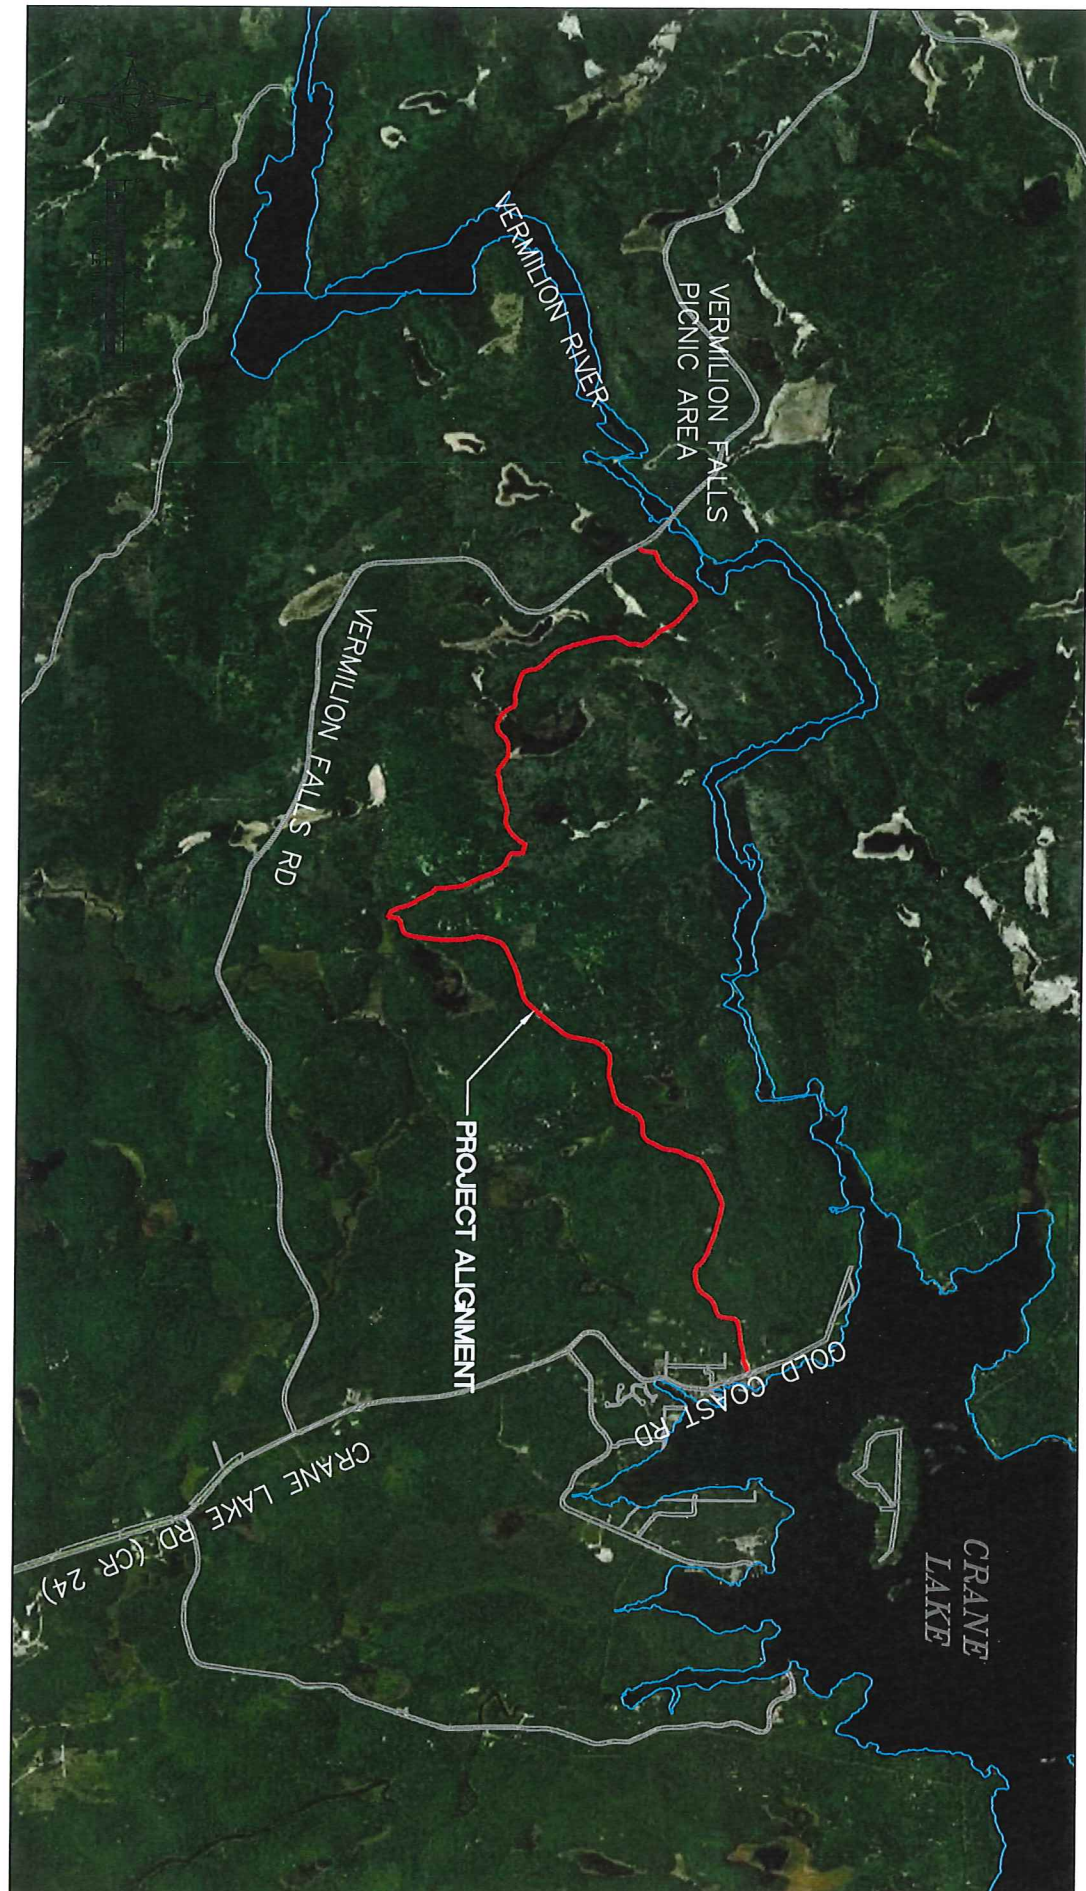 VERMILION RIVER
VERMILION FALLS
PICNIC AREA
VERMILION FALLS RD
PROJECT ALIGNMENT
GOLD COAST RD
CRANE LAKE RD (CR 24)
CRANE
LAKE